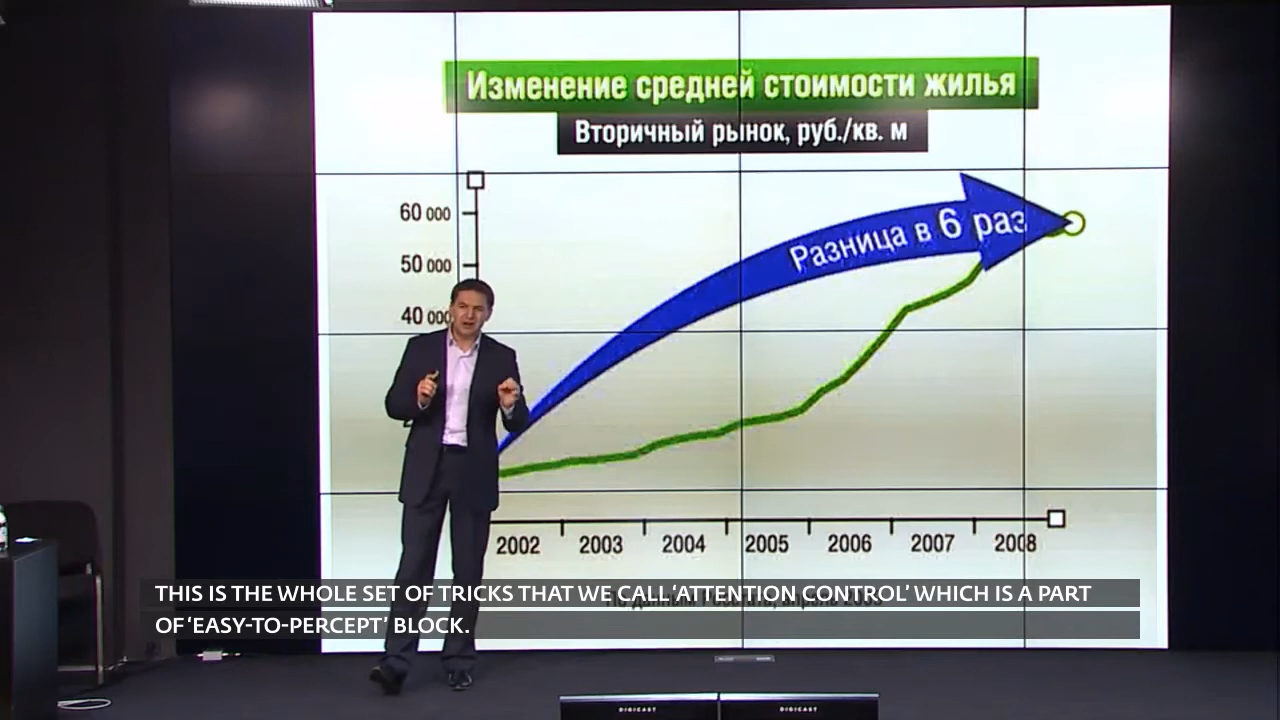 Изменение средней стоимости жилья
Вторичный рынок, руб./кв. м
60 000
50 000
40 000
Разница в 6 раз
2002 2003 2004 2005 2006 2007 2008
THIS IS THE WHOLE SET OF TRICKS THAT WE CALL ‘ATTENTION CONTROL’ WHICH IS A PART
OF ‘EASY-TO-PERCEPT’ BLOCK.
DIGICAST DIGICAST